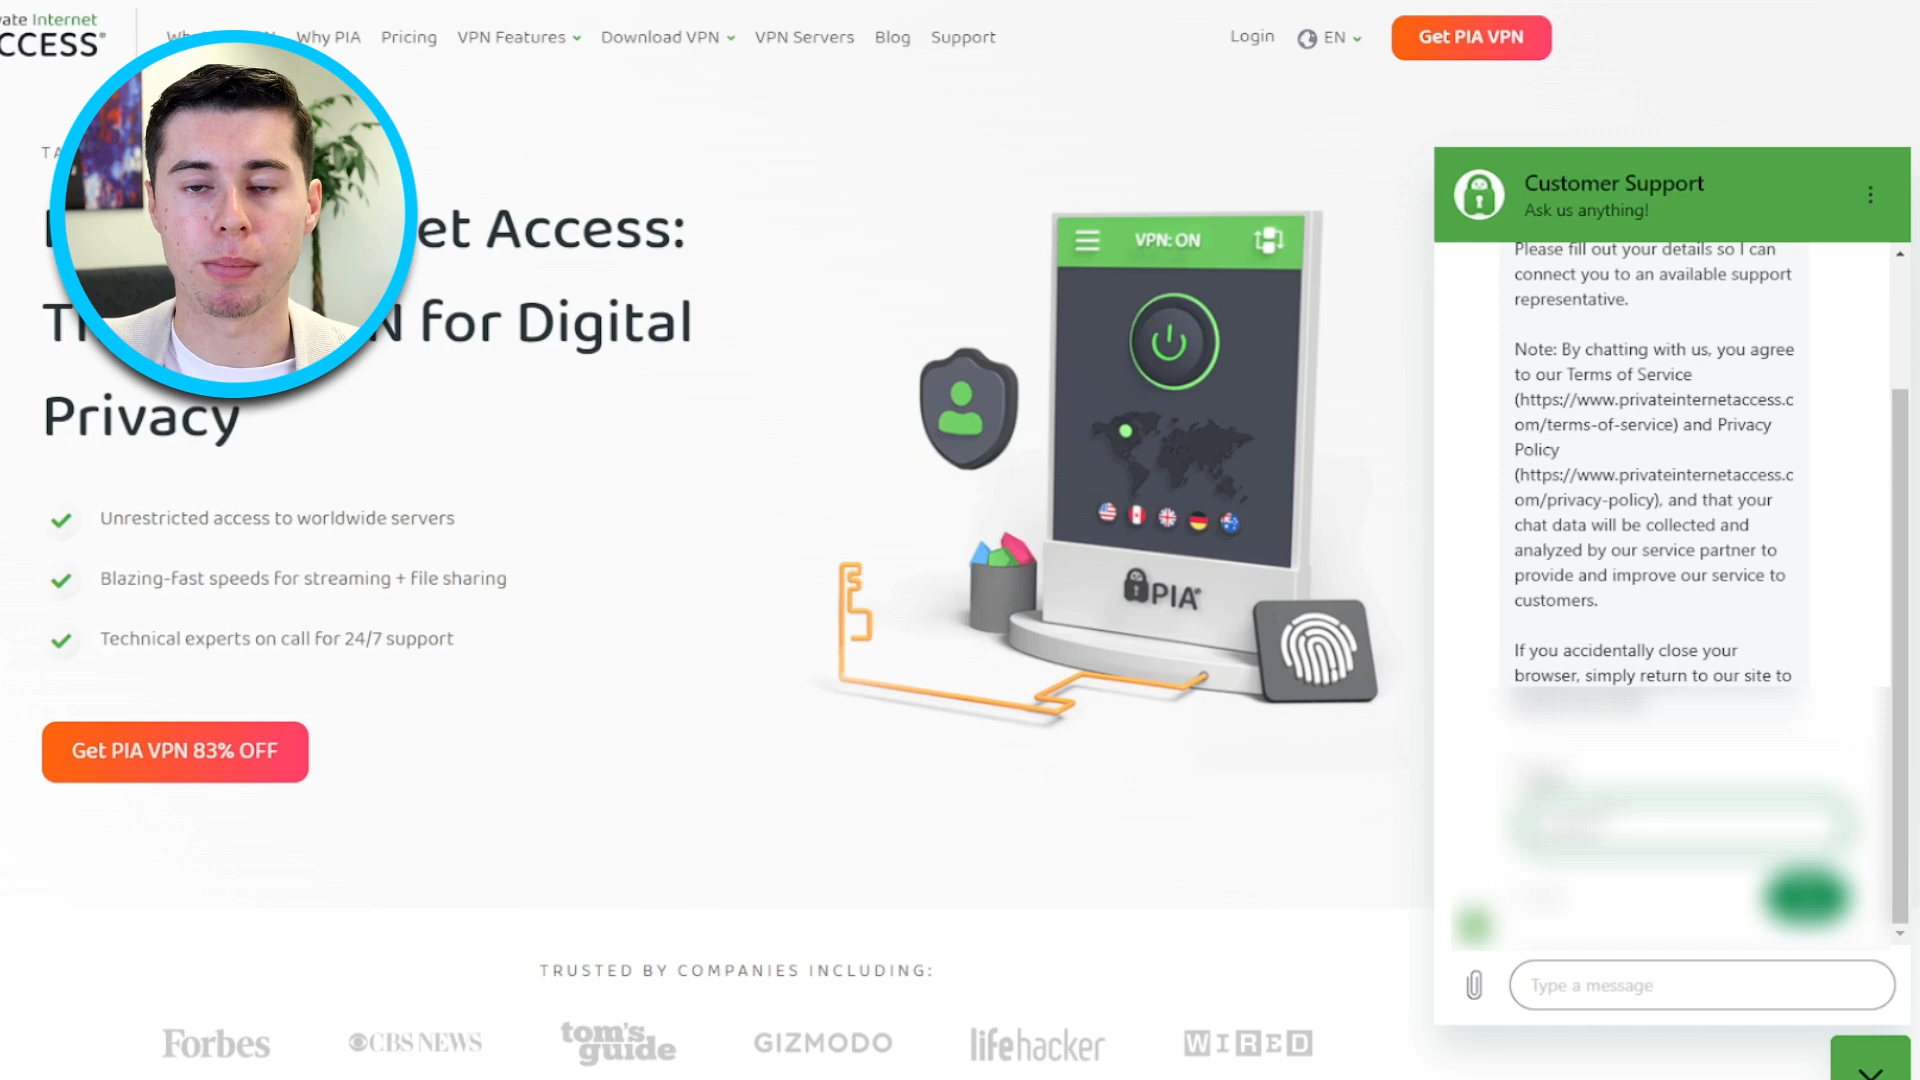 Internet
ACCESS®
Why PIA
Pricing
VPN Features
Download VPN
VPN Servers
Blog
Support
Login
EN
Get PIA VPN
Access:
for Digital
Privacy
Unrestricted access to worldwide servers
Blazing-fast speeds for streaming + file sharing
Technical experts on call for 24/7 support
Get PIA VPN 83% OFF
VPN: ON
PIA®
Customer Support
Ask us anything!
Please fill out your details so I can
connect you to an available support
representative.
Note: By chatting with us, you agree
to our Terms of Service
(https://www.privateinternetaccess.c
om/terms-of-service) and Privacy
Policy
(https://www.privateinternetaccess.c
om/privacy-policy), and that your
chat data will be collected and
analyzed by our service partner to
provide and improve our service to
customers.
If you accidentally close your
browser, simply return to our site to
Type a message
TRUSTED BY COMPANIES INCLUDING:
Forbes
CBS NEWS
tom's
guide
GIZMODO
lifehacker
WIRED